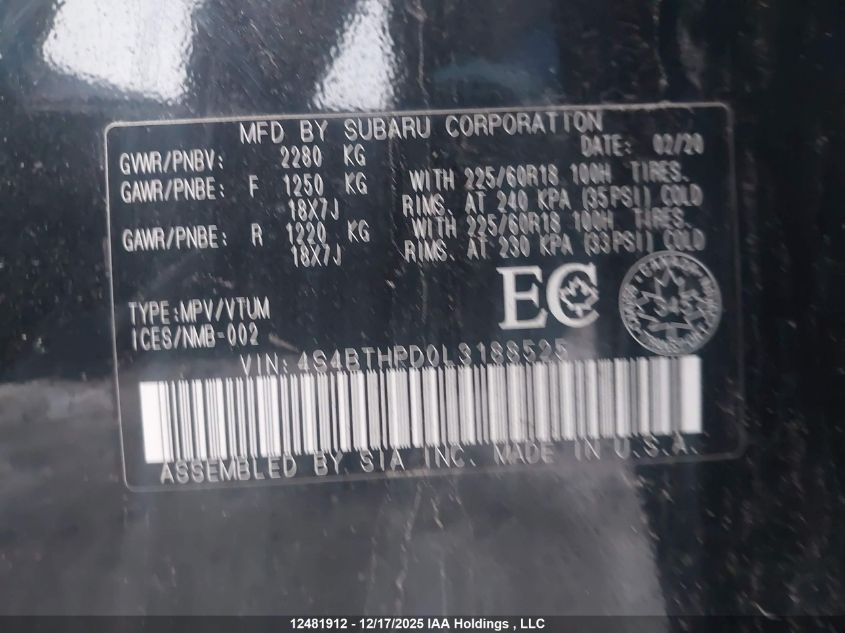 MFD BY SUBARU CORPORATION
GVWR/PNBV: 2280 KG DATE: 02/20
GAWR/PNBE: F 1250 KG WITH 225/60R18 100H TIRES.
18X7J RIMS. AT 240 KPA (35PSI) COLD
GAWR/PNBE: R 1220 KG WITH 225/60R18 100H TIRES.
18X7J RIMS. AT 230 KPA (33PSI) COLD
EC
TYPE:MPV/VTUM
ICES/NMB-002
VIN:4S4BTHPD0L3188525
ASSEMBLED BY SIA INC. MADE IN U.S.A.
12481912 - 12/17/2025 IAA Holdings , LLC